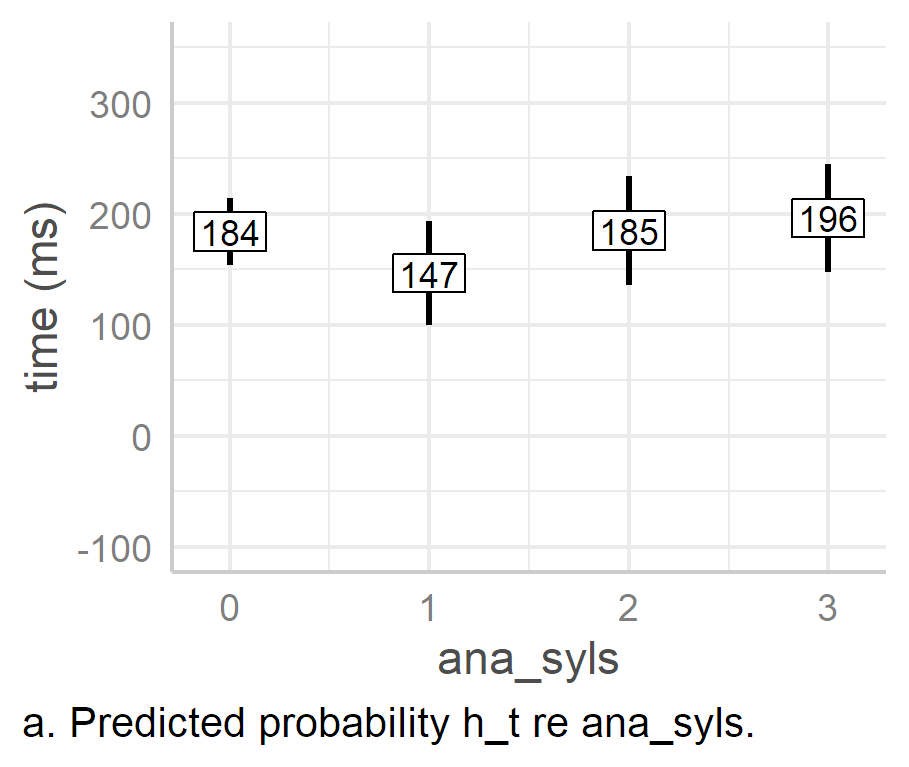 300
200
100
0
-100
time (ms)
184
147
185
196
0 1 2 3
ana_syls
a. Predicted probability h_t re ana_syls.